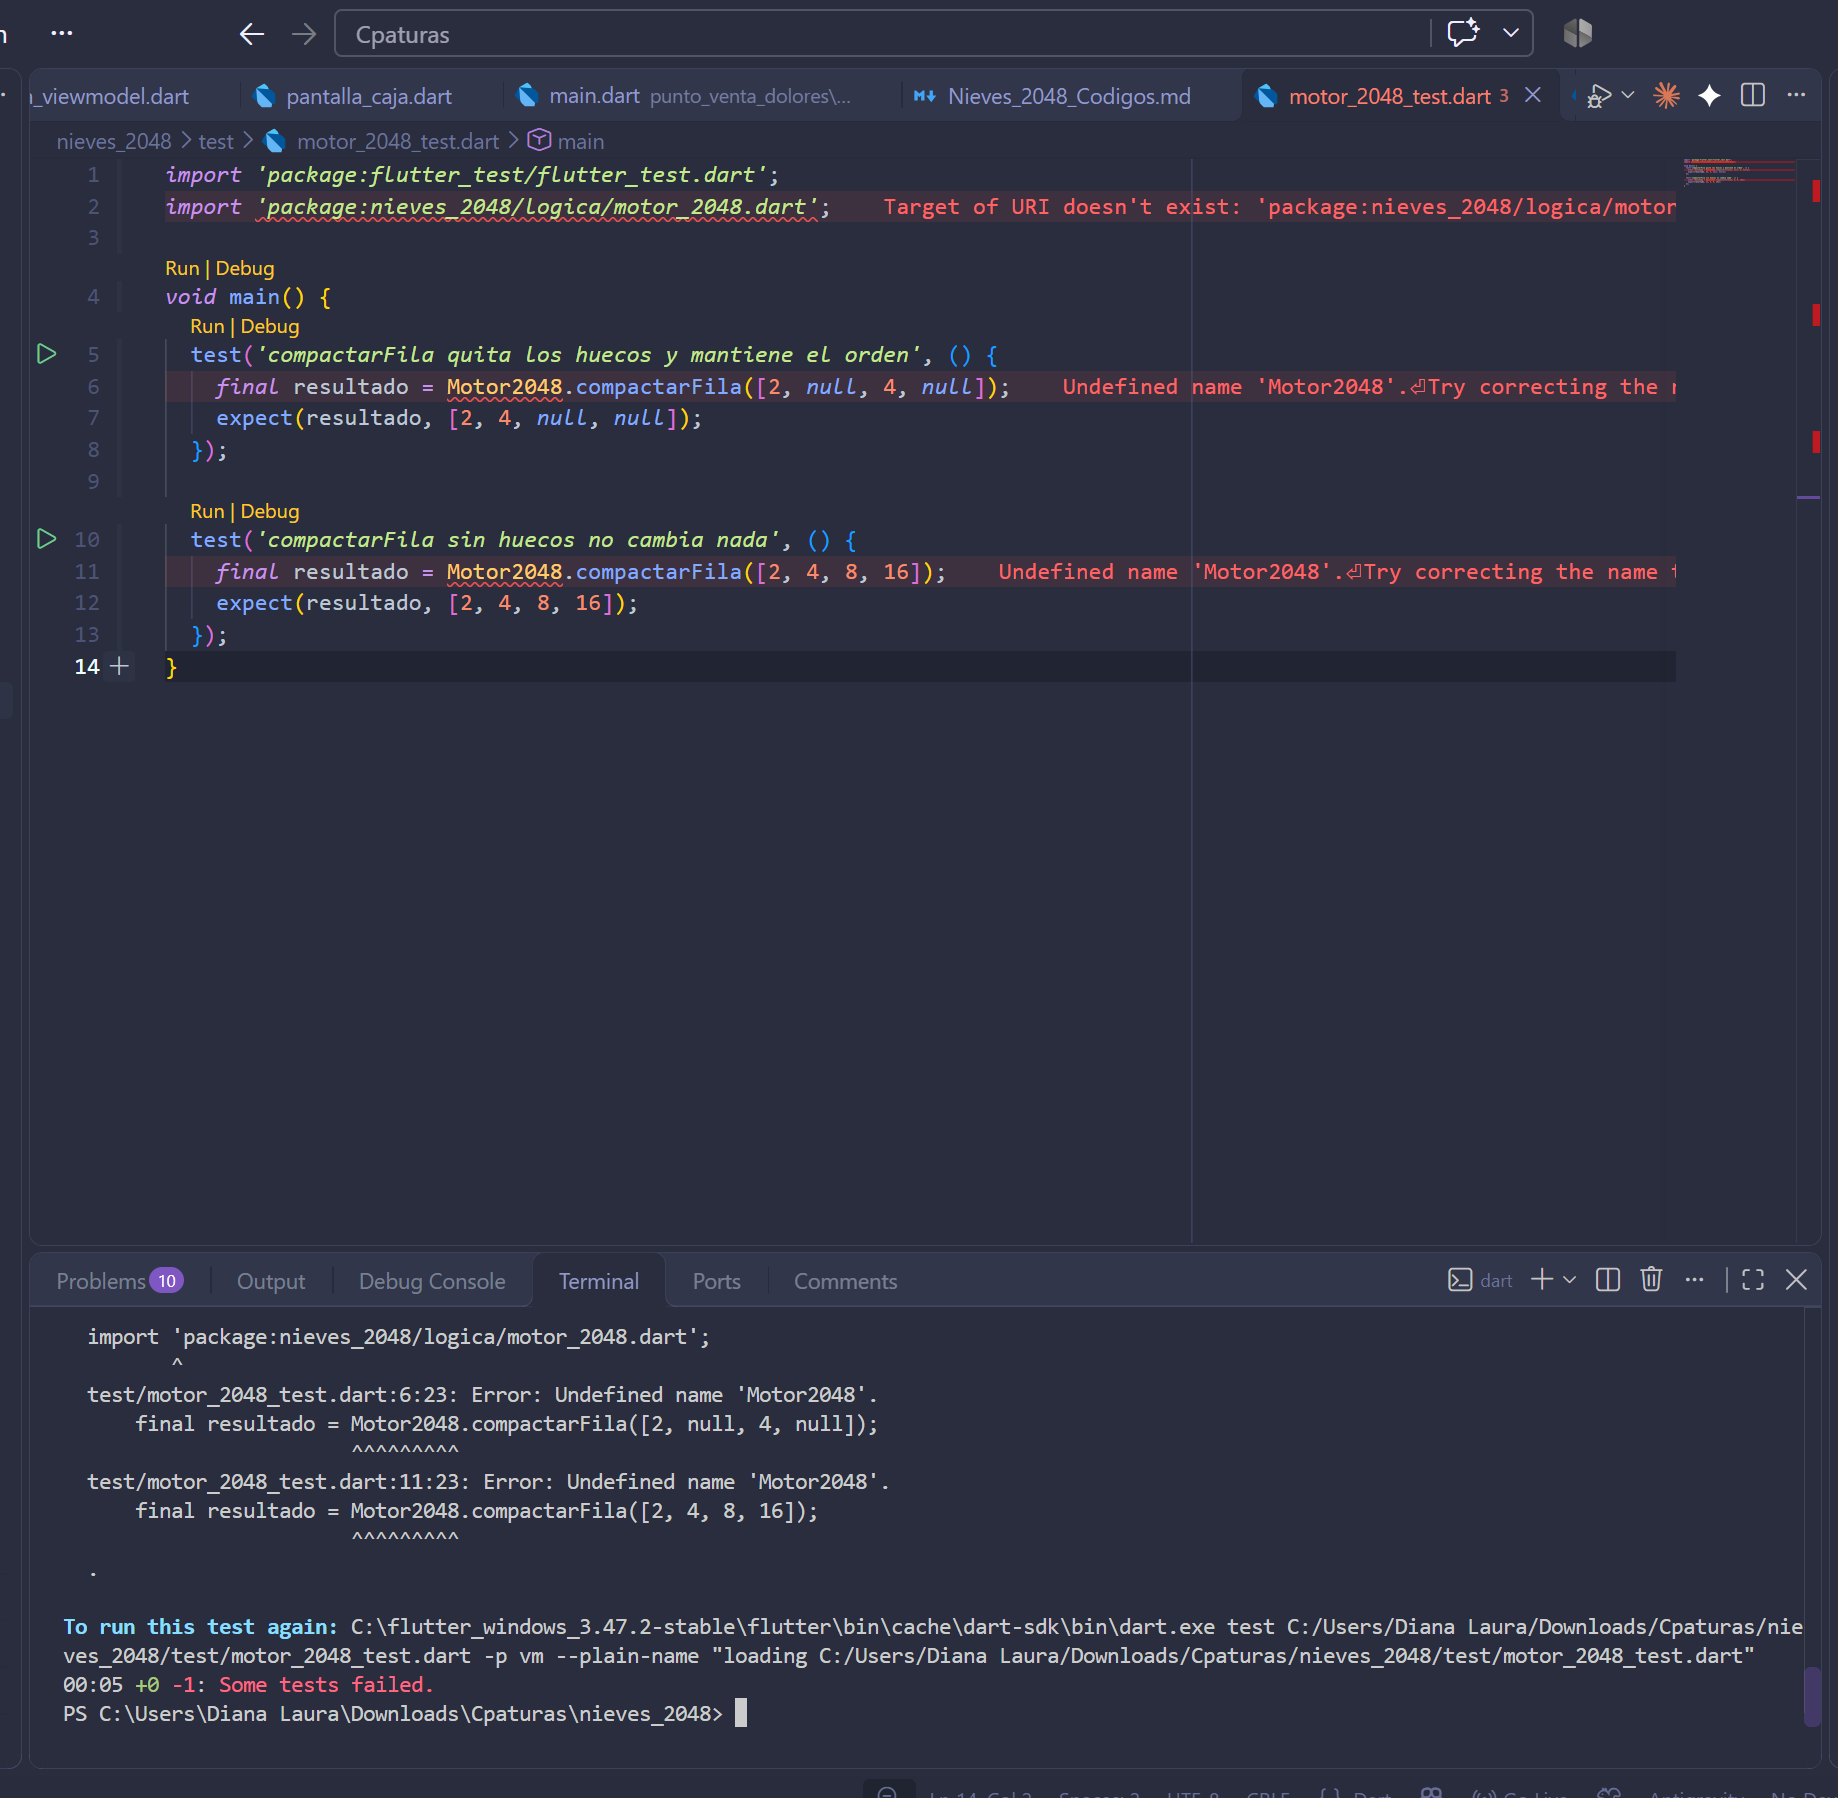 Cpaturas
_viewmodel.dart
pantalla_caja.dart
main.dart punto_venta_dolores\...
Nieves_2048_Codigos.md
motor_2048_test.dart 3
nieves_2048 > test > motor_2048_test.dart > main
1 import 'package:flutter_test/flutter_test.dart';
2 import 'package:nieves_2048/logica/motor_2048.dart'; Target of URI doesn't exist: 'package:nieves_2048/logica/motor
3
Run | Debug
4 void main() {
Run | Debug
5 test('compactarFila quita los huecos y mantiene el orden', () {
6 final resultado = Motor2048.compactarFila([2, null, 4, null]); Undefined name 'Motor2048'.⏎Try correcting the
7 expect(resultado, [2, 4, null, null]);
8 });
9
Run | Debug
10 test('compactarFila sin huecos no cambia nada', () {
11 final resultado = Motor2048.compactarFila([2, 4, 8, 16]); Undefined name 'Motor2048'.⏎Try correcting the name
12 expect(resultado, [2, 4, 8, 16]);
13 });
14 }
Problems 10 Output Debug Console Terminal Ports Comments dart
import 'package:nieves_2048/logica/motor_2048.dart';
^
test/motor_2048_test.dart:6:23: Error: Undefined name 'Motor2048'.
final resultado = Motor2048.compactarFila([2, null, 4, null]);
^^^^^^^^^
test/motor_2048_test.dart:11:23: Error: Undefined name 'Motor2048'.
final resultado = Motor2048.compactarFila([2, 4, 8, 16]);
^^^^^^^^^
.
To run this test again: C:\flutter_windows_3.47.2-stable\flutter\bin\cache\dart-sdk\bin\dart.exe test C:/Users/Diana Laura/Downloads/Cpaturas/nie
ves_2048/test/motor_2048_test.dart -p vm --plain-name "loading C:/Users/Diana Laura/Downloads/Cpaturas/nieves_2048/test/motor_2048_test.dart"
00:05 +0 -1: Some tests failed.
PS C:\Users\Diana Laura\Downloads\Cpaturas\nieves_2048>